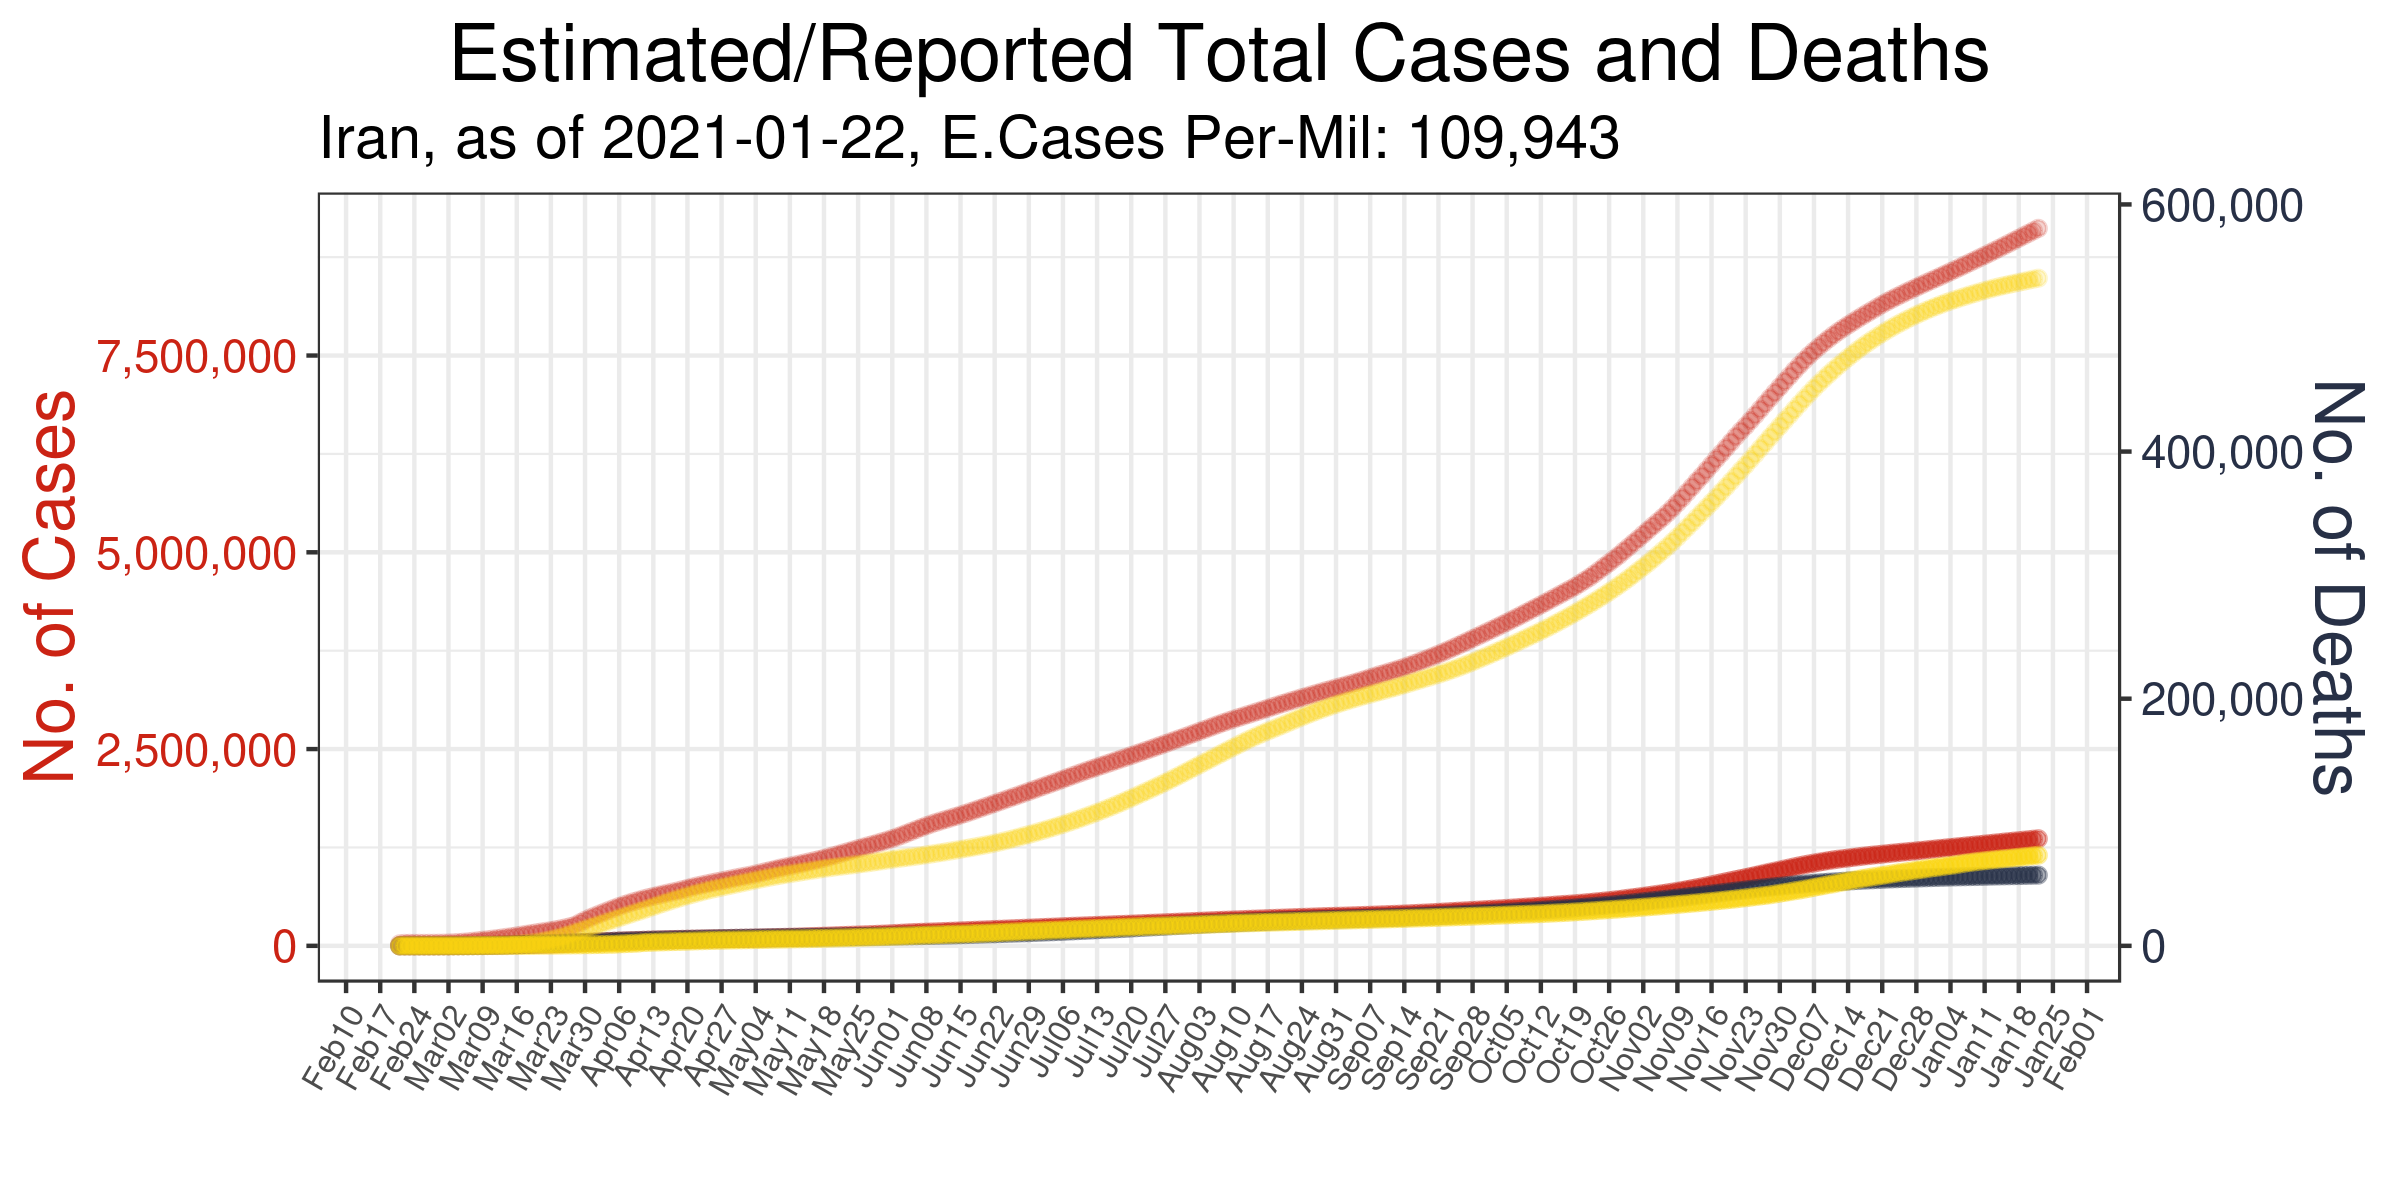 Estimated/Reported Total Cases and Deaths
Iran, as of 2021-01-22, E.Cases Per-Mil: 109,943
No. of Cases
7,500,000
5,000,000
2,500,000
0
600,000
400,000
200,000
0
No. of Deaths
Feb10
Feb17
Feb24
Mar02
Mar09
Mar16
Mar23
Mar30
Apr06
Apr13
Apr20
Apr27
May04
May11
May18
May25
Jun01
Jun08
Jun15
Jun22
Jun29
Jul06
Jul13
Jul20
Jul27
Aug03
Aug10
Aug17
Aug24
Aug31
Sep07
Sep14
Sep21
Sep28
Oct05
Oct12
Oct19
Oct26
Nov02
Nov09
Nov16
Nov23
Nov30
Dec07
Dec14
Dec21
Dec28
Jan04
Jan11
Jan18
Jan25
Feb01